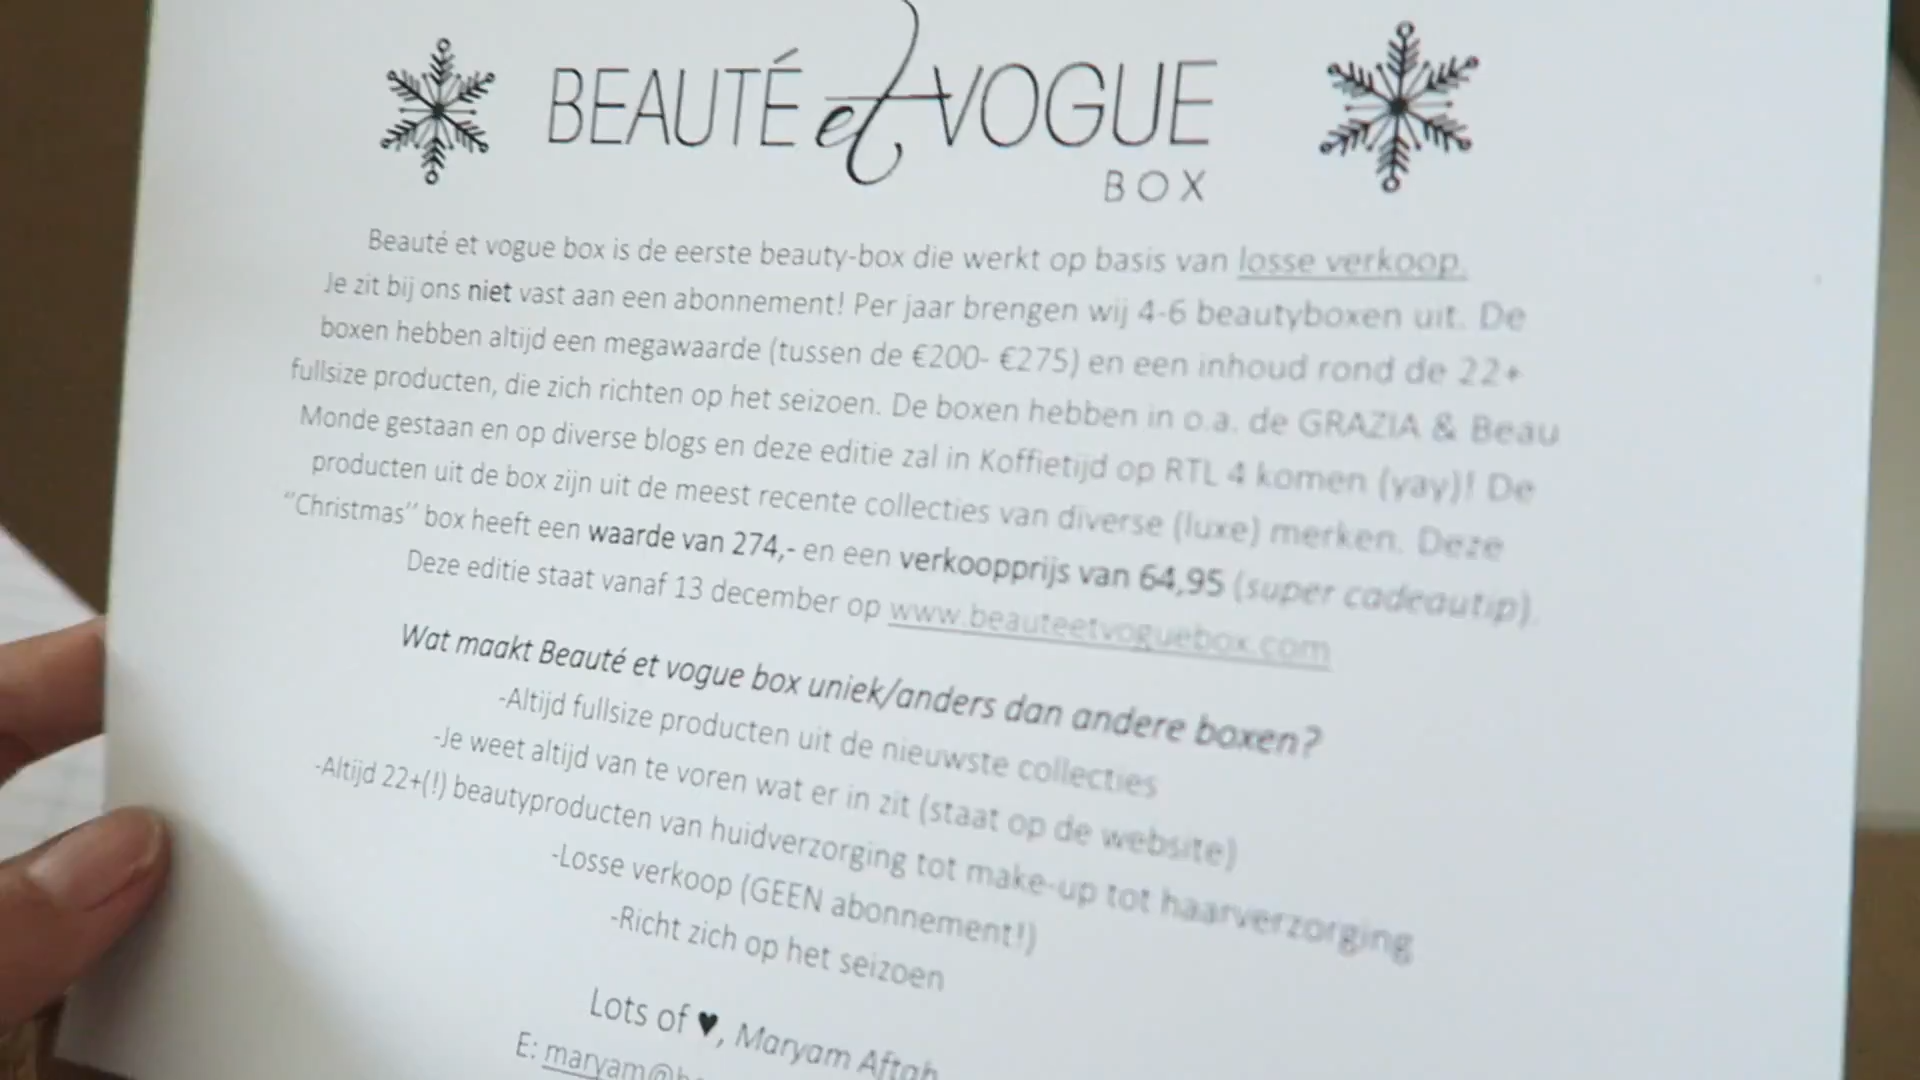 BEAUTÉ et VOGUE
BOX
Beauté et vogue box is de eerste beauty-box die werkt op basis van losse verkoop.
Je zit bij ons niet vast aan een abonnement! Per jaar brengen wij 4-6 beautyboxen uit. De
boxen hebben altijd een megawaarde (tussen de €200- €275) en een inhoud rond de 22+
fullsize producten, die zich richten op het seizoen. De boxen hebben in o.a. de GRAZIA & Beau
Monde gestaan en op diverse blogs en deze editie zal in Koffietijd op RTL 4 komen (yay)! De
producten uit de box zijn uit de meest recente collecties van diverse (luxe) merken. Deze
‘’Christmas’’ box heeft een waarde van 274,- en een verkoopprijs van 64,95 (super cadeautip).
Deze editie staat vanaf 13 december op www.beauteetvoguebox.com
Wat maakt Beauté et vogue box uniek/anders dan andere boxen?
-Altijd fullsize producten uit de nieuwste collecties
-Je weet altijd van te voren wat er in zit (staat op de website)
-Altijd 22+(!) beautyproducten van huidverzorging tot make-up tot haarverzorging
-Losse verkoop (GEEN abonnement!)
-Richt zich op het seizoen
Lots of ♥, Maryam Aftah
E: maryam@